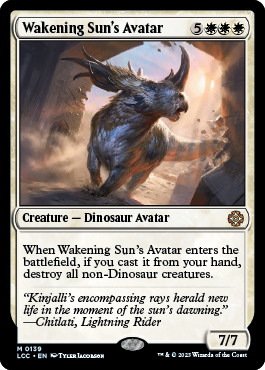 Wakening Sun's Avatar 5
Creature — Dinosaur Avatar
When Wakening Sun's Avatar enters the
battlefield, if you cast it from your hand,
destroy all non-Dinosaur creatures.
"Kinjalli's encompassing rays herald new
life in the moment of the sun's dawning."
—Chitlati, Lightning Rider
7/7
M 0139
LCC • EN Tyler Jacobson
™ & © 2023 Wizards of the Coast